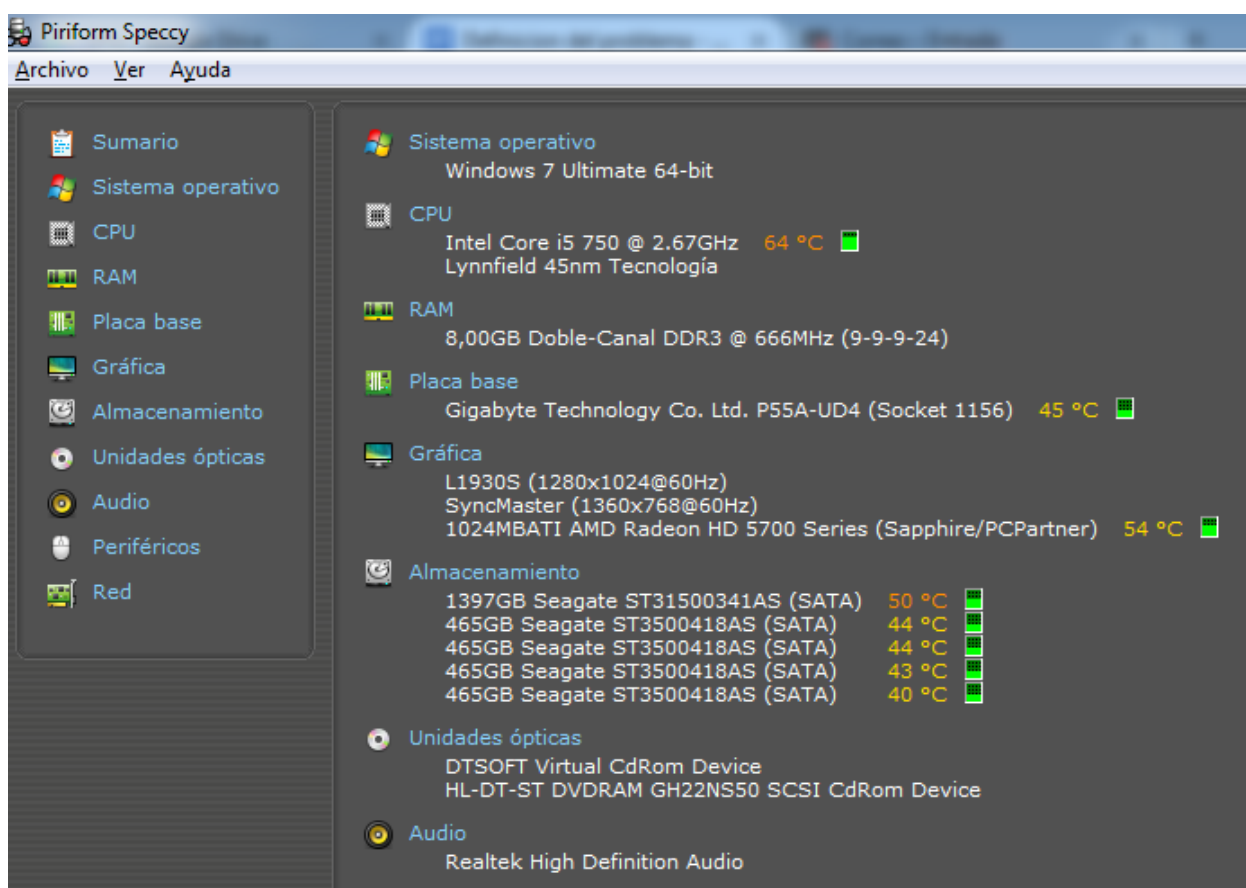 Piriform Speccy
Archivo Ver Ayuda
Sumario
Sistema operativo
CPU
RAM
Placa base
Gráfica
Almacenamiento
Unidades ópticas
Audio
Periféricos
Red
Sistema operativo
Windows 7 Ultimate 64-bit
CPU
Intel Core i5 750 @ 2.67GHz 64 °C
Lynnfield 45nm Tecnología
RAM
8,00GB Doble-Canal DDR3 @ 666MHz (9-9-9-24)
Placa base
Gigabyte Technology Co. Ltd. P55A-UD4 (Socket 1156) 45 °C
Gráfica
L1930S (1280x1024@60Hz)
SyncMaster (1360x768@60Hz)
1024MBATI AMD Radeon HD 5700 Series (Sapphire/PCPartner) 54 °C
Almacenamiento
1397GB Seagate ST31500341AS (SATA) 50 °C
465GB Seagate ST3500418AS (SATA) 44 °C
465GB Seagate ST3500418AS (SATA) 44 °C
465GB Seagate ST3500418AS (SATA) 43 °C
465GB Seagate ST3500418AS (SATA) 40 °C
Unidades ópticas
DTSOFT Virtual CdRom Device
HL-DT-ST DVDRAM GH22NS50 SCSI CdRom Device
Audio
Realtek High Definition Audio